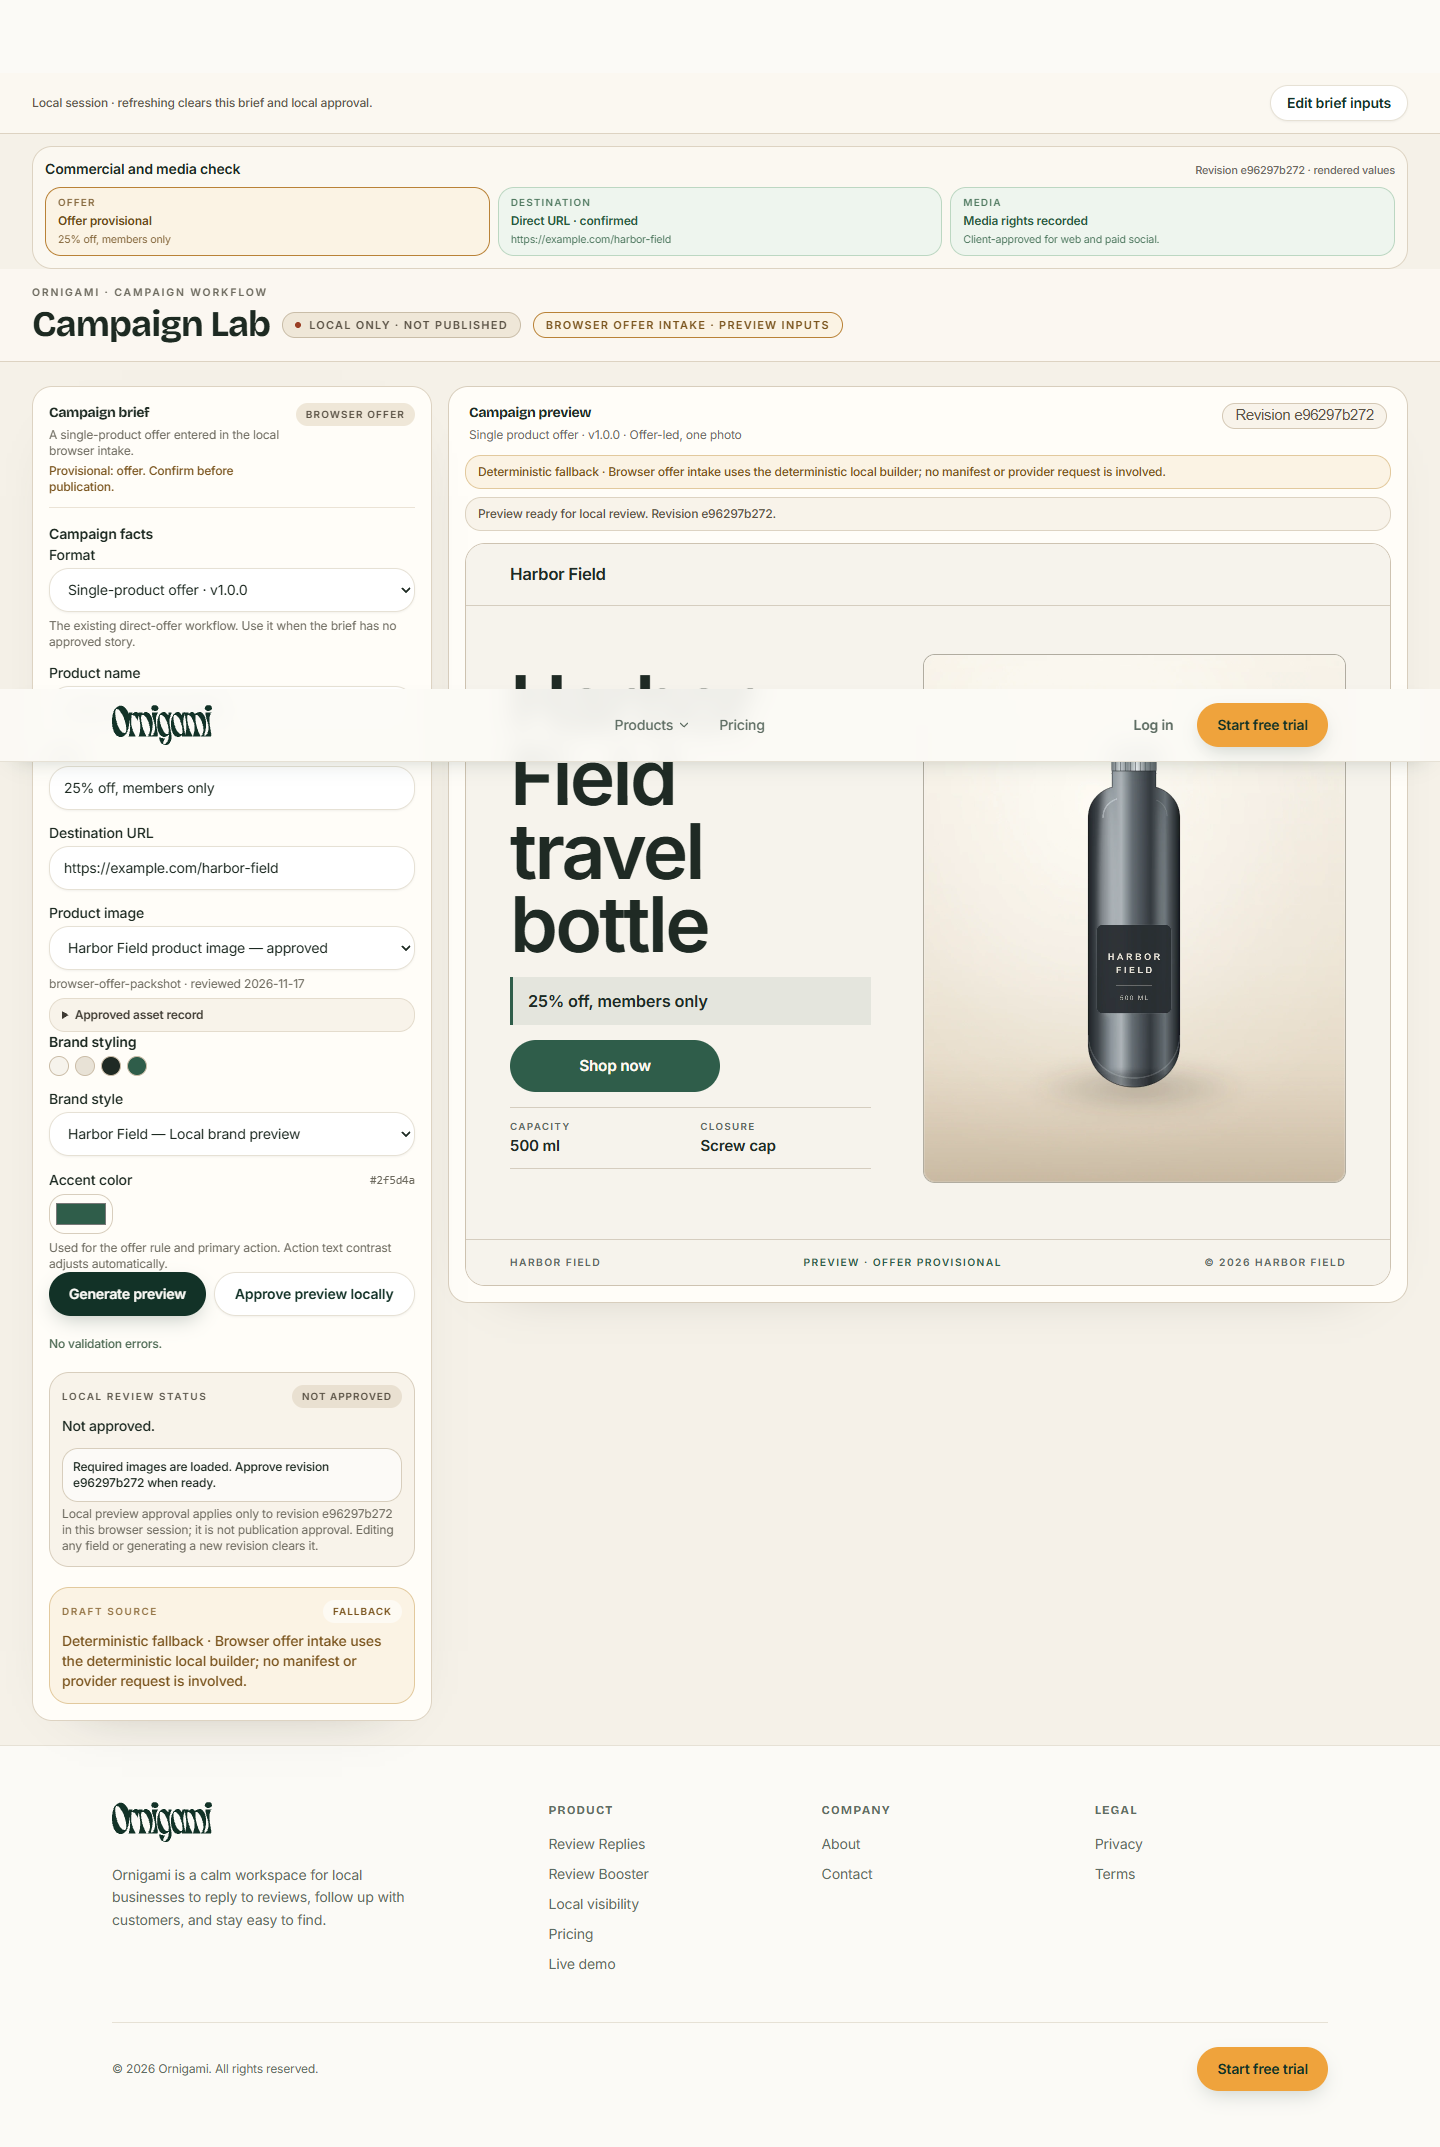 Local session · refreshing clears this brief and local approval.
Edit brief inputs
Commercial and media check
Revision e96297b272 · rendered values
OFFER
Offer provisional
25% off, members only
DESTINATION
Direct URL · confirmed
https://example.com/harbor-field
MEDIA
Media rights recorded
Client-approved for web and paid social.
ORNIGAMI · CAMPAIGN WORKFLOW
Campaign Lab
LOCAL ONLY · NOT PUBLISHED
BROWSER OFFER INTAKE · PREVIEW INPUTS
Campaign brief
BROWSER OFFER
A single-product offer entered in the local
browser intake.
Provisional: offer. Confirm before
publication.
Campaign facts
Format
Single-product offer · v1.0.0
The existing direct-offer workflow. Use it when the brief has no
approved story.
Product name
Ornigami
Products
Pricing
Log in
Start free trial
25% off, members only
Destination URL
https://example.com/harbor-field
Product image
Harbor Field product image — approved
browser-offer-packshot · reviewed 2026-11-17
Approved asset record
Brand styling
Brand style
Harbor Field — Local brand preview
Accent color
#2f5d4a
Used for the offer rule and primary action. Action text contrast
adjusts automatically.
Generate preview
Approve preview locally
No validation errors.
LOCAL REVIEW STATUS
NOT APPROVED
Not approved.
Required images are loaded. Approve revision
e96297b272 when ready.
Local preview approval applies only to revision e96297b272
in this browser session; it is not publication approval. Editing
any field or generating a new revision clears it.
DRAFT SOURCE
FALLBACK
Deterministic fallback · Browser offer intake uses
the deterministic local builder; no manifest or
provider request is involved.
Campaign preview
Revision e96297b272
Single product offer · v1.0.0 · Offer-led, one photo
Deterministic fallback · Browser offer intake uses the deterministic local builder; no manifest or provider request is involved.
Preview ready for local review. Revision e96297b272.
Harbor Field
Field
travel
bottle
25% off, members only
Shop now
CAPACITY
500 ml
CLOSURE
Screw cap
HARBOR
FIELD
500 ML
HARBOR FIELD
PREVIEW · OFFER PROVISIONAL
© 2026 HARBOR FIELD
Ornigami
Ornigami is a calm workspace for local
businesses to reply to reviews, follow up with
customers, and stay easy to find.
PRODUCT
Review Replies
Review Booster
Local visibility
Pricing
Live demo
COMPANY
About
Contact
LEGAL
Privacy
Terms
© 2026 Ornigami. All rights reserved.
Start free trial